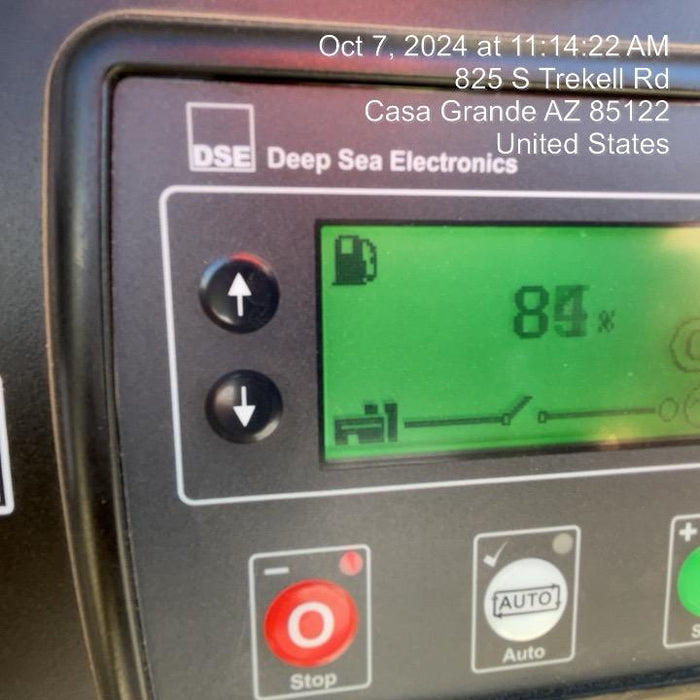 Oct 7, 2024 at 11:14:22 AM
825 S Trekell Rd
Casa Grande AZ 85122
United States
DSE Deep Sea Electronics
%
AUTO
Stop
Auto